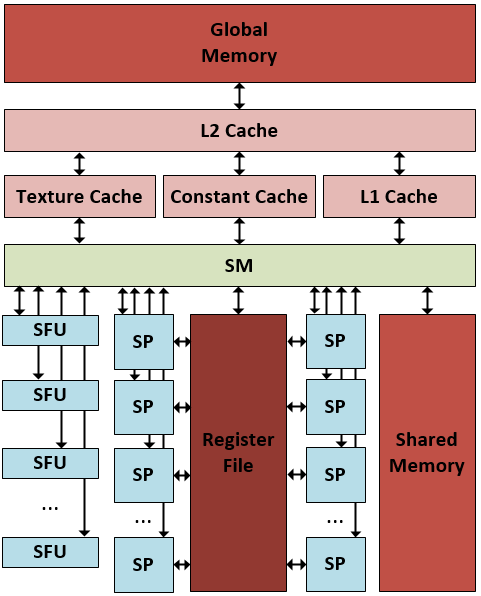 Global
Memory
L2 Cache
Texture Cache
Constant Cache
L1 Cache
SM
SFU
SP
SP
SFU
SP
SP
Register
File
Shared
Memory
SFU
SP
SP
...
...
...
SFU
SP
SP